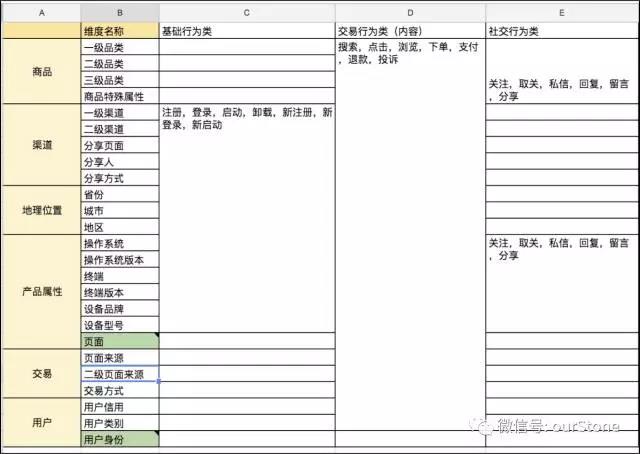 A B C D E
维度名称 基础行为类 交易行为类（内容） 社交行为类
商品
一级品类
二级品类
三级品类
商品特殊属性
搜索，点击，浏览，下单，支付
，退款，投诉
关注，取关，私信，回复，留言
，分享
渠道
一级渠道
二级渠道
分享页面
分享人
分享方式
注册，登录，启动，卸载，新注册，新
登录，新启动
地理位置
省份
城市
地区
产品属性
操作系统
操作系统版本
终端
终端版本
设备品牌
设备型号
页面
关注，取关，私信，回复，留言
，分享
交易
页面来源
二级页面来源
交易方式
用户
用户信用
用户类别
用户身份
微信号: ourStone